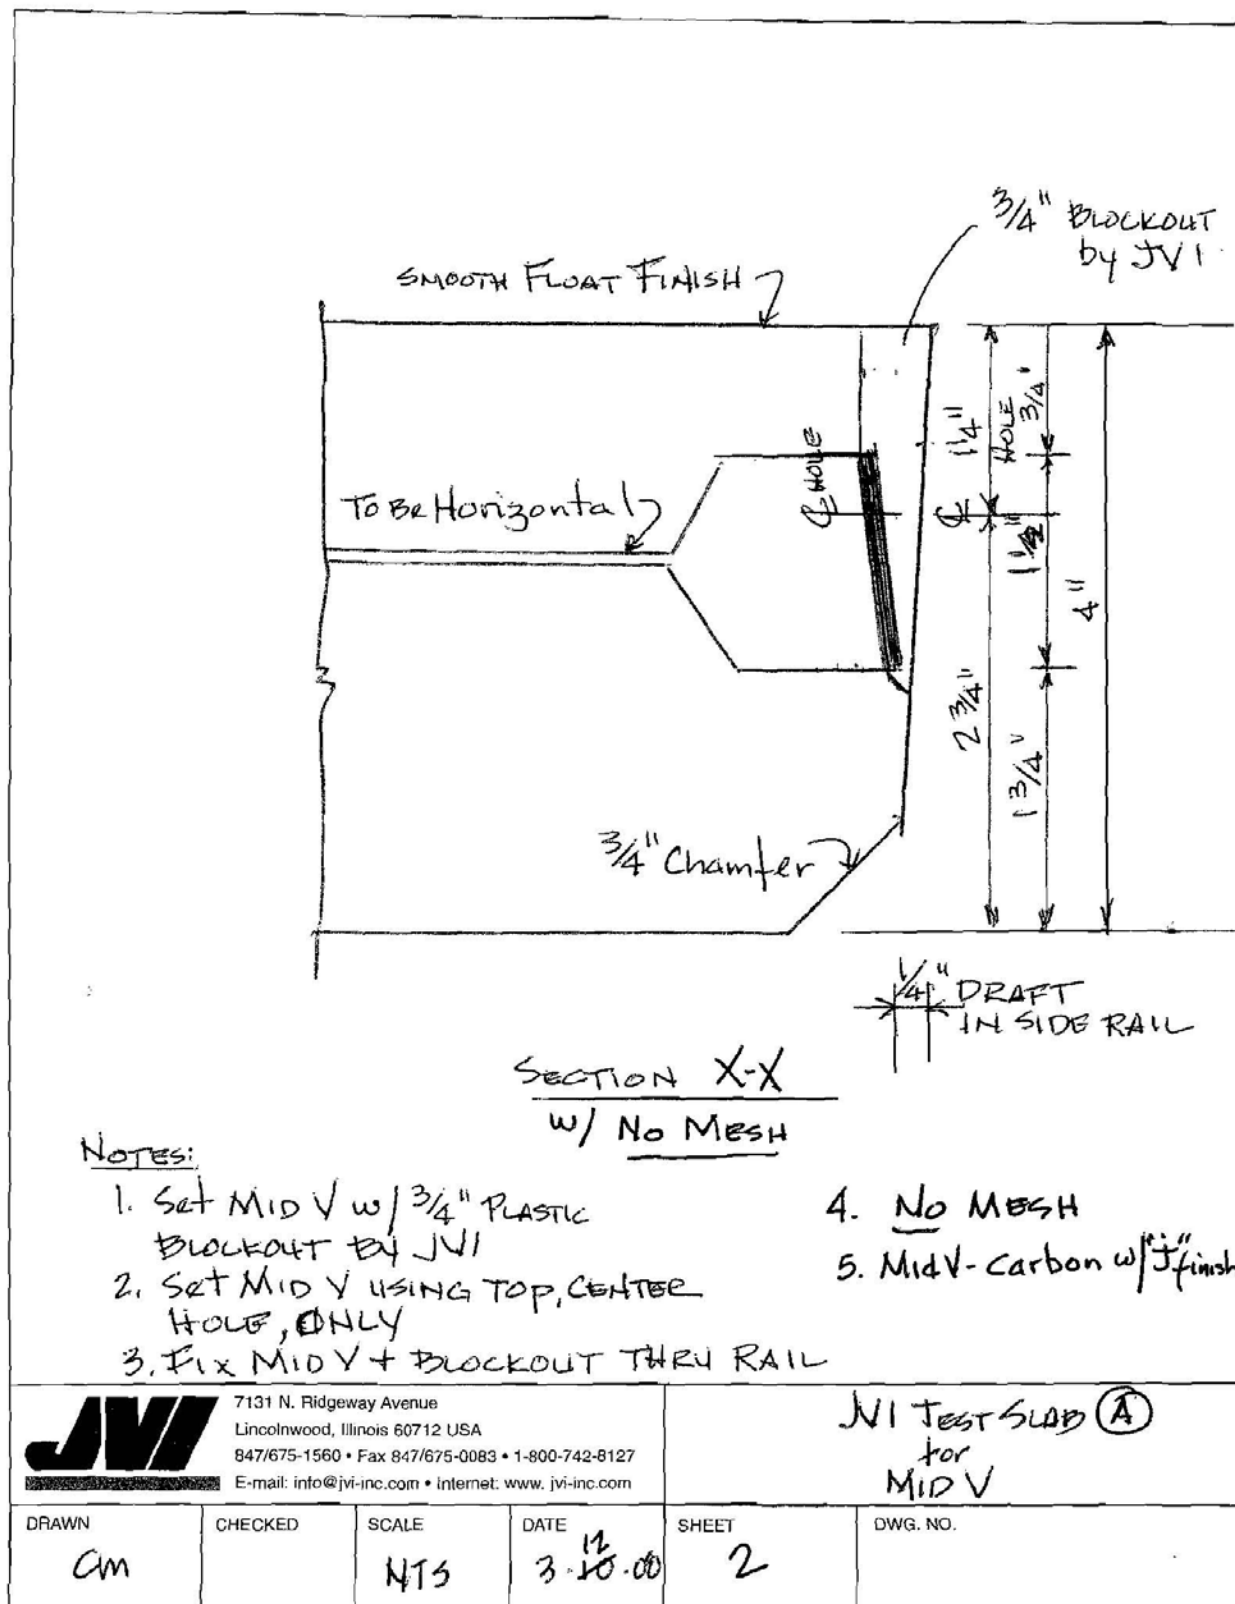 3/4" BLOCKOUT
by JVI
SMOOTH FLOAT FINISH
1 1/4"
HOLE
3/4"
℄ HOLE
℄
To Be Horizontal
1 1/2"
4"
2 3/4"
1 3/4"
3/4" Chamfer
1/4" DRAFT
IN SIDE RAIL
SECTION X-X
w/ No MESH
NOTES:
1. Set MID V w/ 3/4" PLASTIC
BLOCKOUT BY JVI
2. Set MID V USING TOP, CENTER
HOLE, ONLY
3. FIX MID V + BLOCKOUT THRU RAIL
4. No MESH
5. MidV-Carbon w/"J" finish
JVI
7131 N. Ridgeway Avenue
Lincolnwood, Illinois 60712 USA
847/675-1560 • Fax 847/675-0083 • 1-800-742-8127
E-mail: info@jvi-inc.com • Internet: www. jvi-inc.com
JVI TEST SLAB A
for
MID V
DRAWN
CM
CHECKED
SCALE
NTS
DATE
12
3.10.00
SHEET
2
DWG. NO.